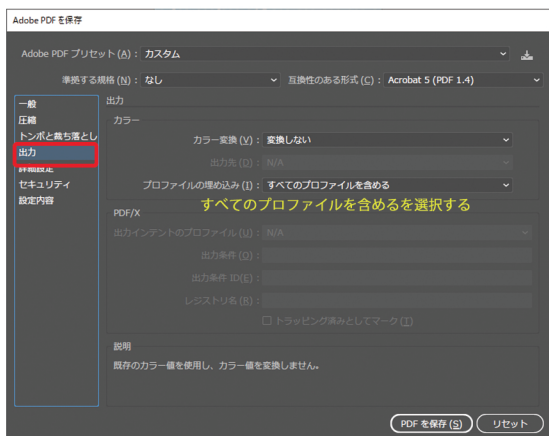 Adobe PDF を保存
Adobe PDF プリセット (A) : カスタム
準拠する規格 (N) : なし
互換性のある形式 (C) : Acrobat 5 (PDF 1.4)
一般
圧縮
トンボと裁ち落とし
出力
詳細設定
セキュリティ
設定内容
出力
カラー
カラー変換 (V) : 変換しない
出力先 (D) : N/A
プロファイルの埋め込み (I) : すべてのプロファイルを含める
すべてのプロファイルを含めるを選択する
PDF/X
出力インテントのプロファイル (U) : N/A
出力条件 (O) :
出力条件 ID(E) :
レジストリ名 (R) :
トラッピング済みとしてマーク (T)
説明
既存のカラー値を使用し、カラー値を変換しません。
PDF を保存 (S)
リセット